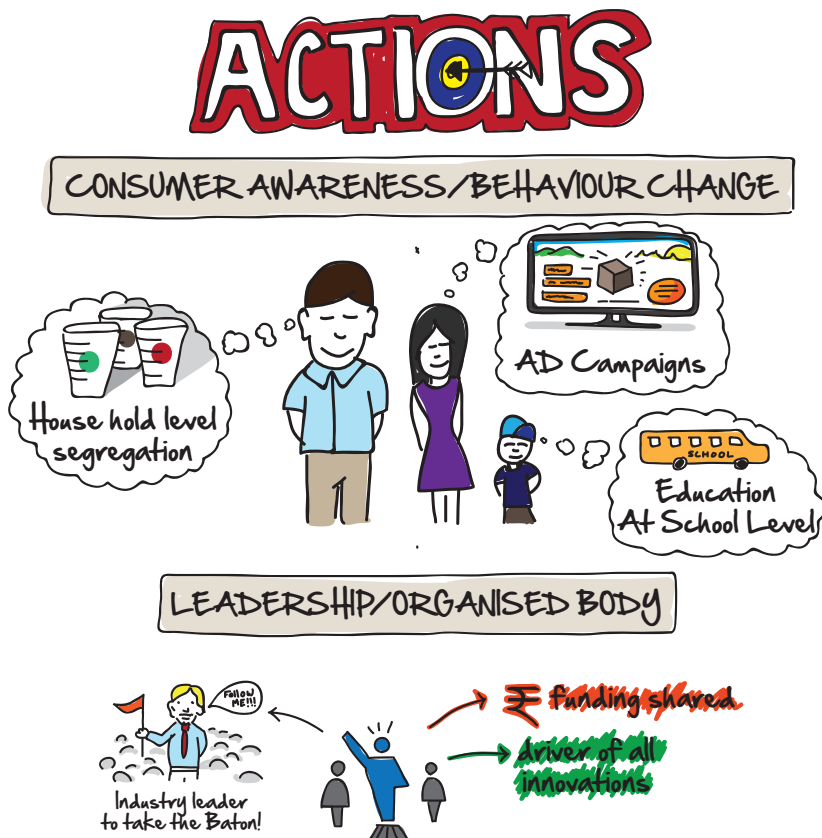 ACTIONS
CONSUMER AWARENESS/BEHAVIOUR CHANGE
AD Campaigns
House hold level
segregation
SCHOOL
Education
At School Level
LEADERSHIP/ORGANISED BODY
Follow
ME!!!
₹ funding shared
driver of all
innovations
Industry leader
to take the Baton!